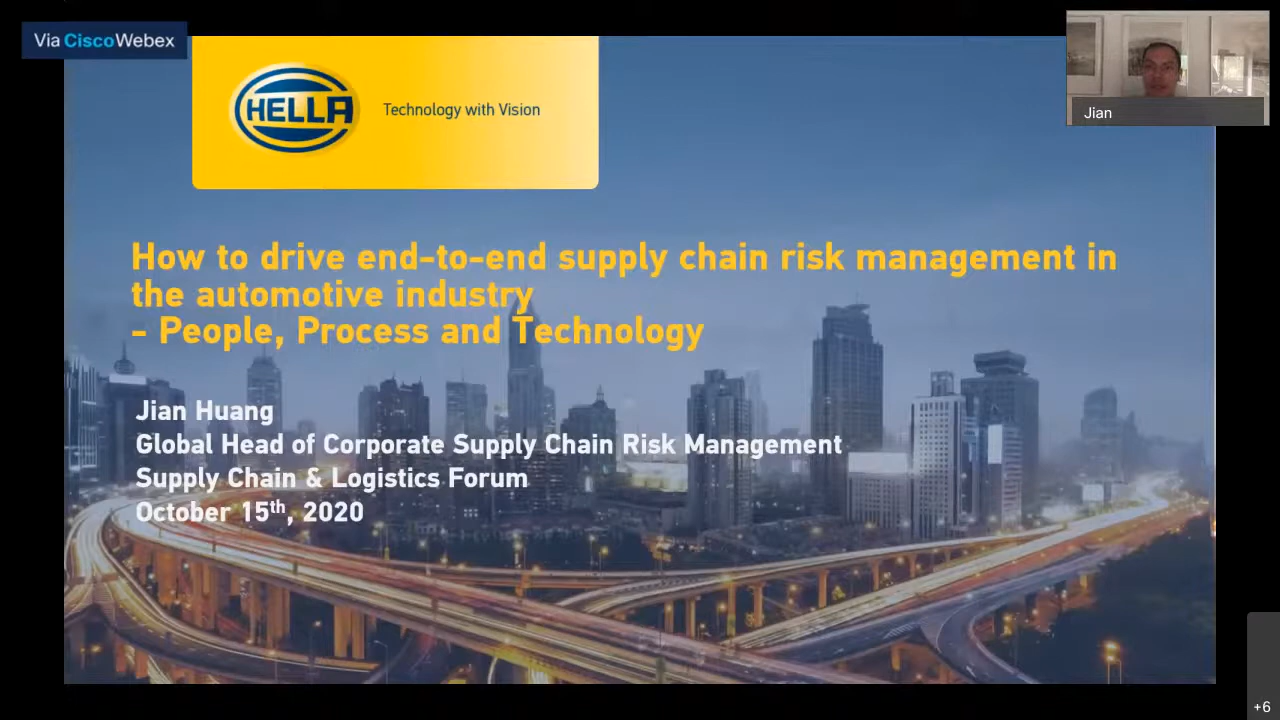 Via Cisco Webex
HELLA
Technology with Vision
Jian
How to drive end-to-end supply chain risk management in
the automotive industry
- People, Process and Technology
Jian Huang
Global Head of Corporate Supply Chain Risk Management
Supply Chain & Logistics Forum
October 15th, 2020
+6